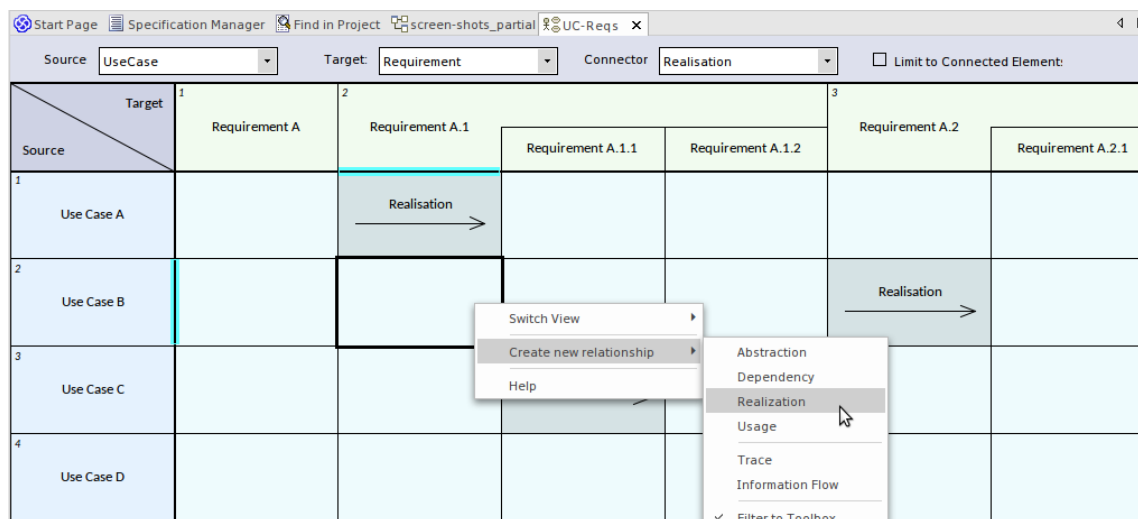 Start Page Specification Manager Find in Project screen-shots_partial UC-Reqs X
Source UseCase Target: Requirement Connector Realisation Limit to Connected Elements
Target 1 2 3
Requirement A Requirement A.1 Requirement A.2
Source Requirement A.1.1 Requirement A.1.2 Requirement A.2.1
1
Use Case A Realisation
2
Use Case B Realisation
Switch View
3
Create new relationship Abstraction
Dependency
Help
Use Case C
Realization
Usage
4
Trace
Use Case D
Information Flow
Filter to Toolbox